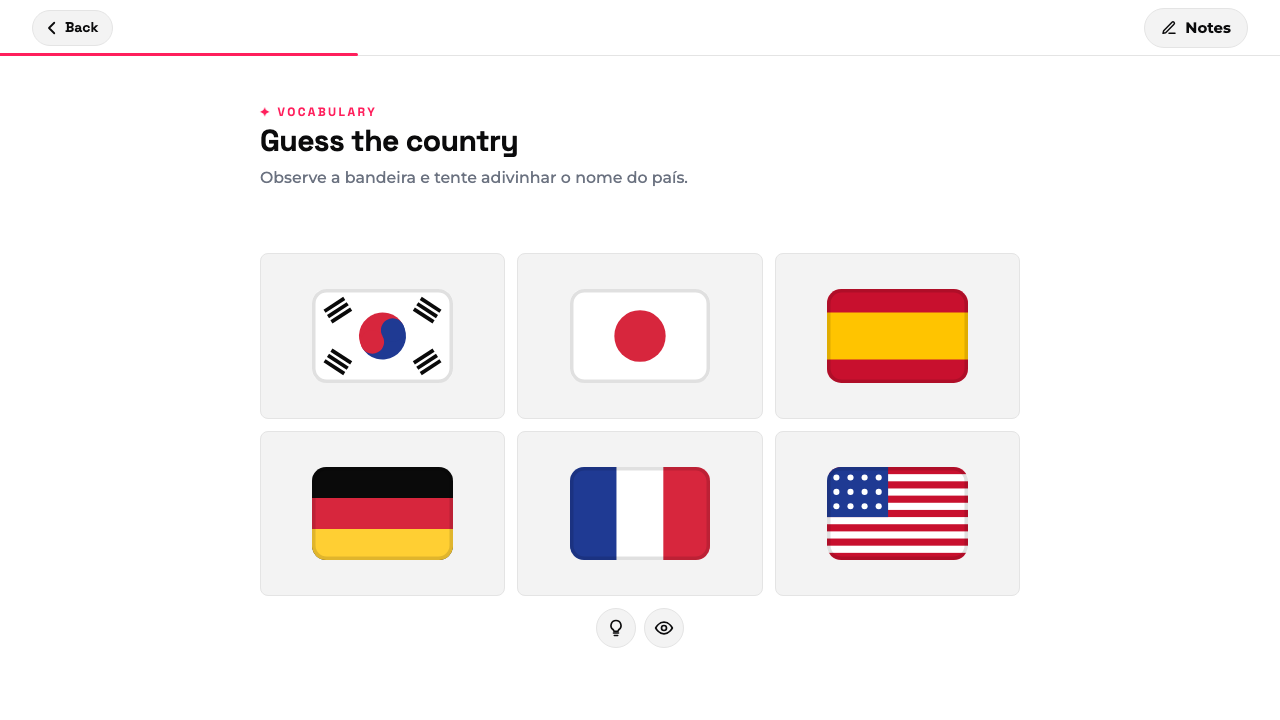 Back
Notes
VOCABULARY
Guess the country
Observe a bandeira e tente adivinhar o nome do país.